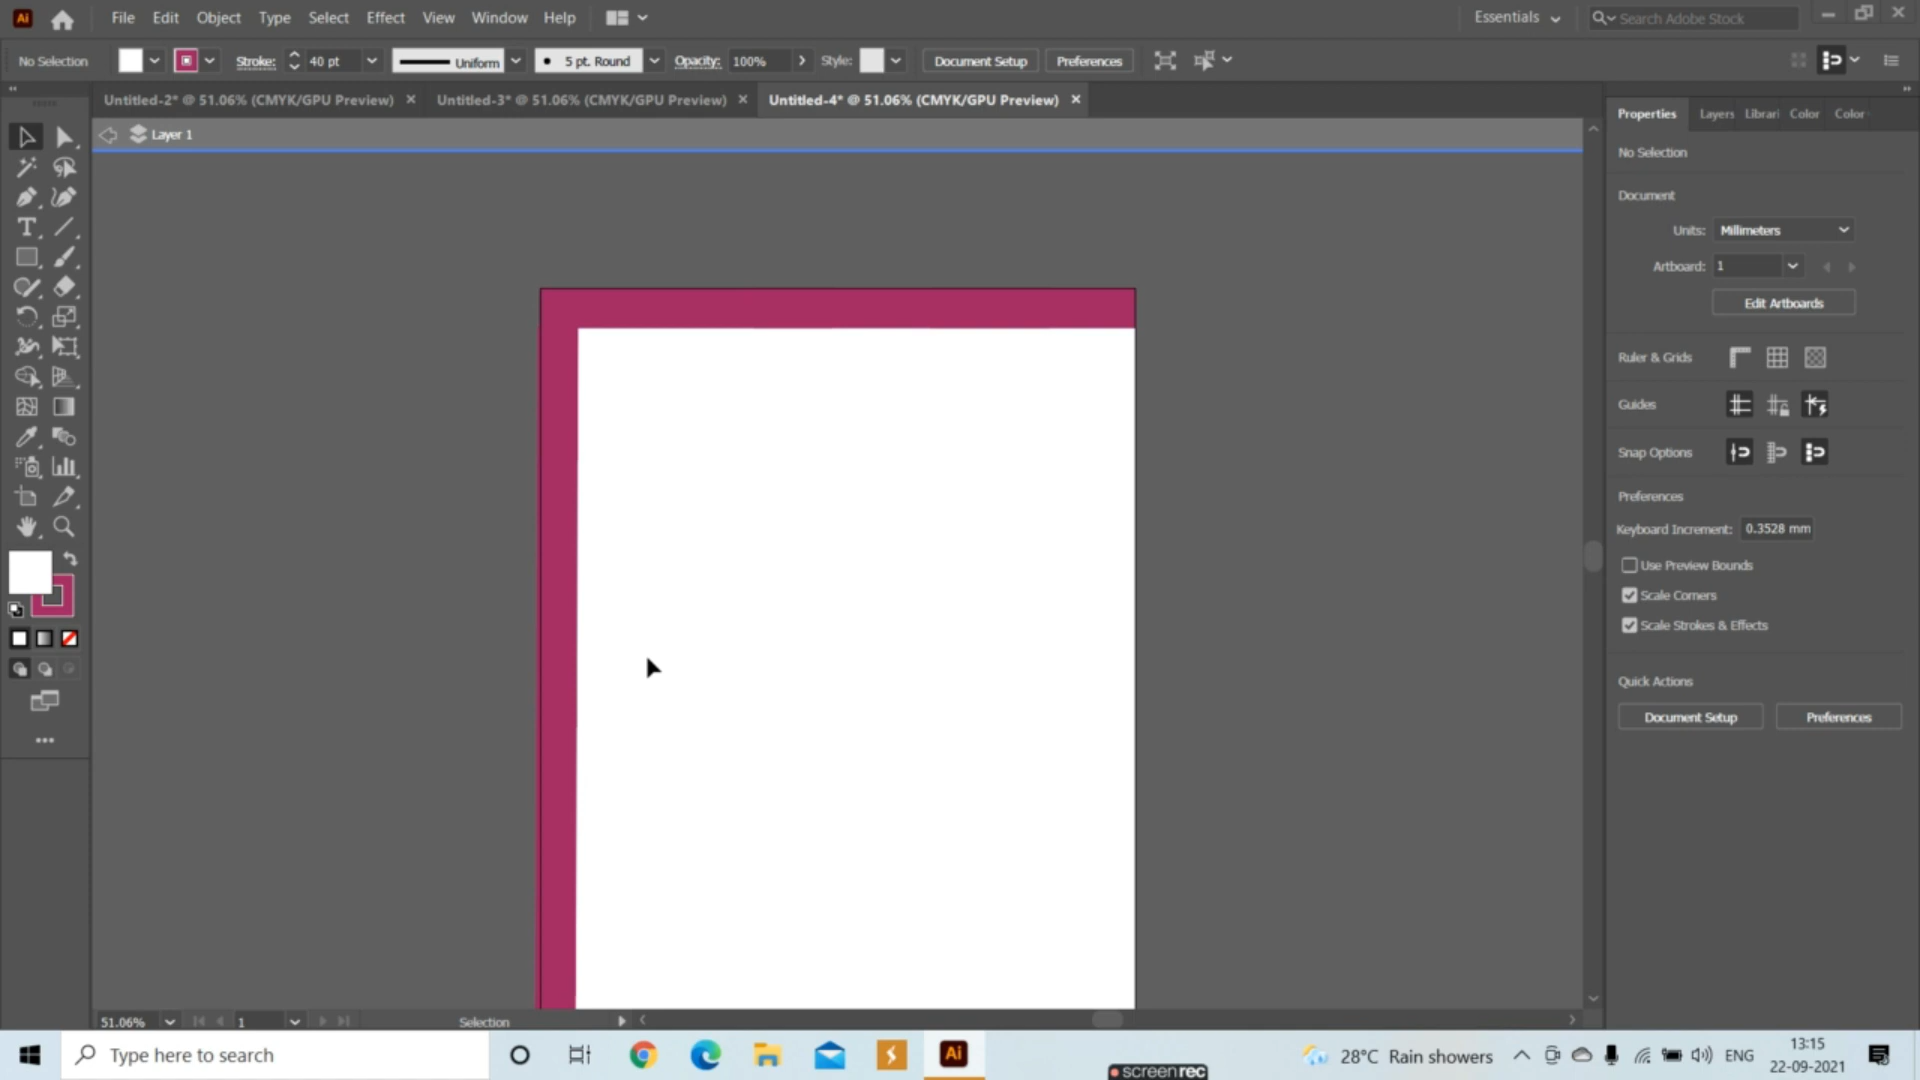 Ai File Edit Object Type Select Effect View Window Help Essentials Search Adobe Stock
No Selection Stroke: 40 pt Uniform 5 pt. Round Opacity: 100% Style: Document Setup Preferences
Untitled-2* @ 51.06% (CMYK/GPU Preview) × Untitled-3* @ 51.06% (CMYK/GPU Preview) × Untitled-4* @ 51.06% (CMYK/GPU Preview) ×
Properties Layers Librari Color Color
Layer 1
No Selection
Document
Units: Millimeters
Artboard: 1
Edit Artboards
Ruler & Grids
Guides
Snap Options
Preferences
Keyboard Increment: 0.3528 mm
Use Preview Bounds
Scale Corners
Scale Strokes & Effects
Quick Actions
Document Setup Preferences
51.06% 1 Selection
Type here to search
Ai
screenrec
28°C Rain showers
ENG
13:15
22-09-2021